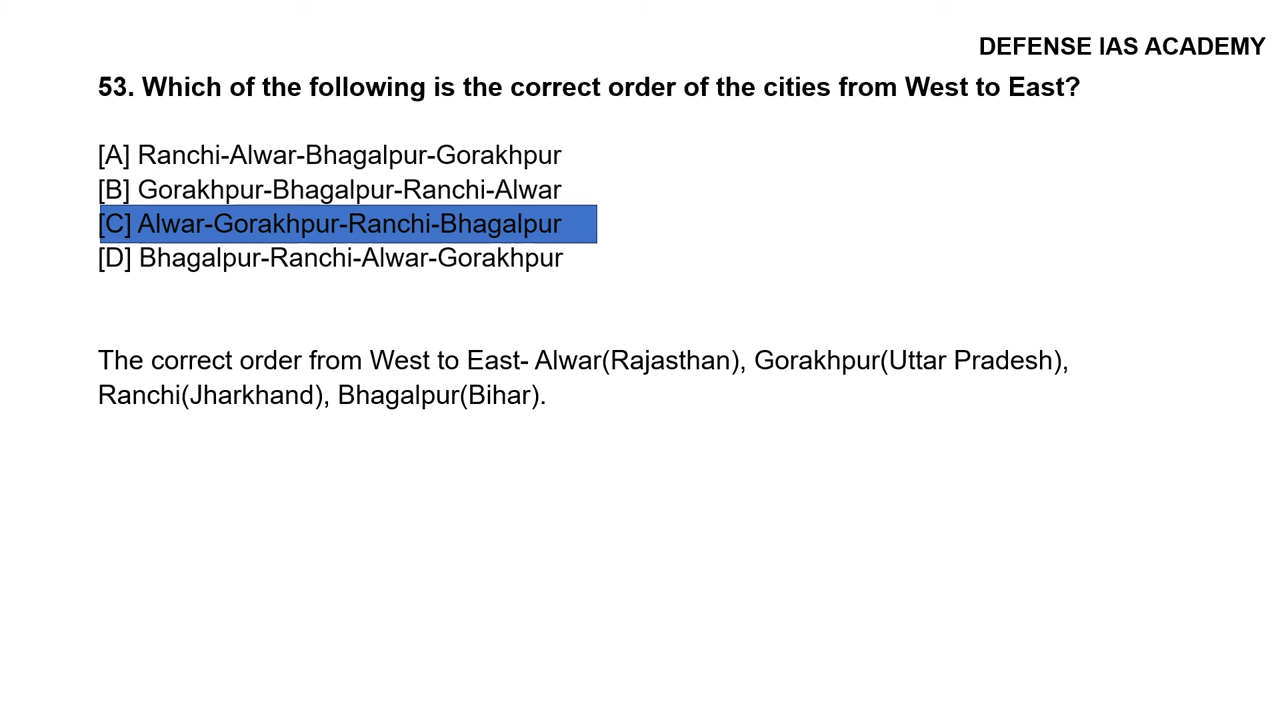 DEFENSE IAS ACADEMY
53. Which of the following is the correct order of the cities from West to East?
[A] Ranchi-Alwar-Bhagalpur-Gorakhpur
[B] Gorakhpur-Bhagalpur-Ranchi-Alwar
[C] Alwar-Gorakhpur-Ranchi-Bhagalpur
[D] Bhagalpur-Ranchi-Alwar-Gorakhpur
The correct order from West to East- Alwar(Rajasthan), Gorakhpur(Uttar Pradesh),
Ranchi(Jharkhand), Bhagalpur(Bihar).